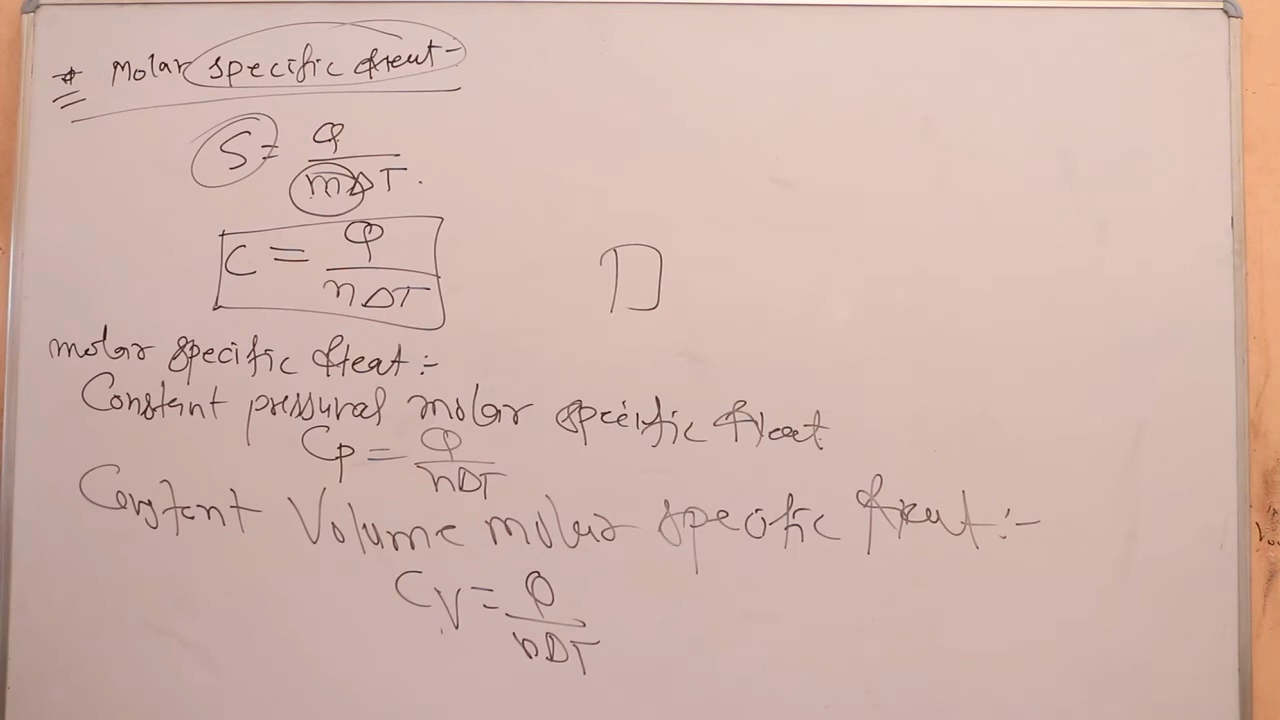 * Molar specific Heat-
S = Q / mΔT.
C = Q / nΔT
molar specific Heat :-
Constant pressural molar specific Heat
Cp = Q / nΔT
Constant Volume molar specific Heat :-
Cv = Q / nΔT